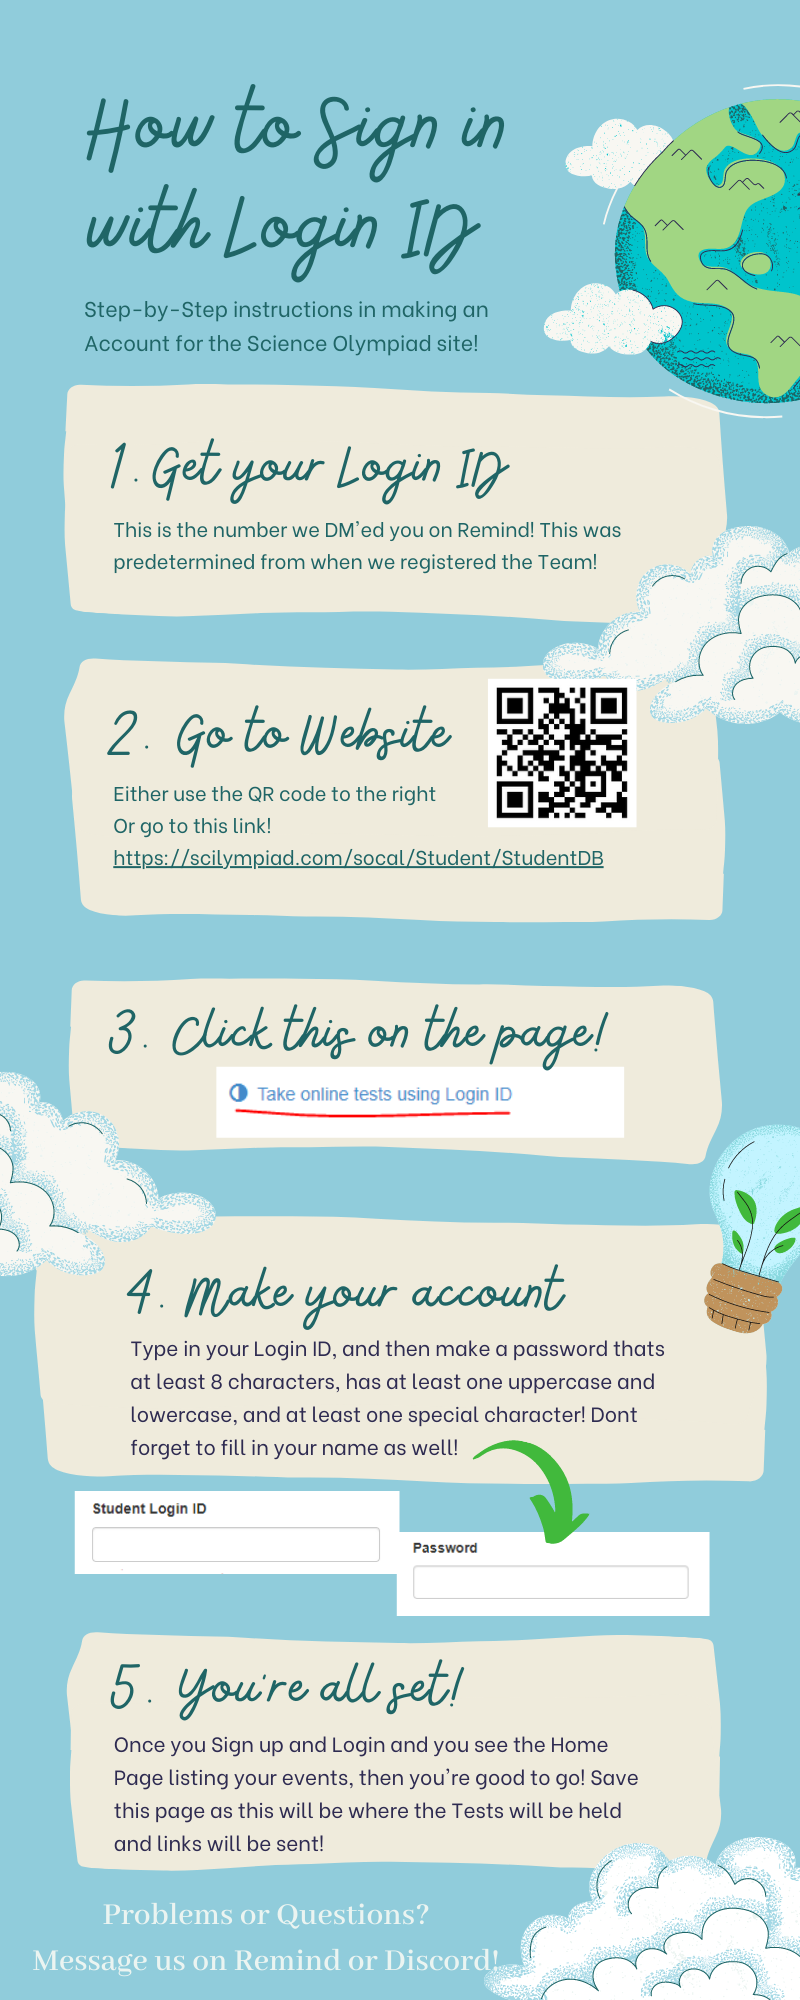 How to Sign in
with Login ID
Step-by-Step instructions in making an
Account for the Science Olympiad site!
1. Get your Login ID
This is the number we DM'ed you on Remind! This was
predetermined from when we registered the Team!
2. Go to Website
Either use the QR code to the right
Or go to this link!
https://scilympiad.com/socal/Student/StudentDB
3. Click this on the page!
Take online tests using Login ID
4. Make your account
Type in your Login ID, and then make a password thats
at least 8 characters, has at least one uppercase and
lowercase, and at least one special character! Dont
forget to fill in your name as well!
Student Login ID
Password
5. You're all set!
Once you Sign up and Login and you see the Home
Page listing your events, then you're good to go! Save
this page as this will be where the Tests will be held
and links will be sent!
Problems or Questions?
Message us on Remind or Discord!